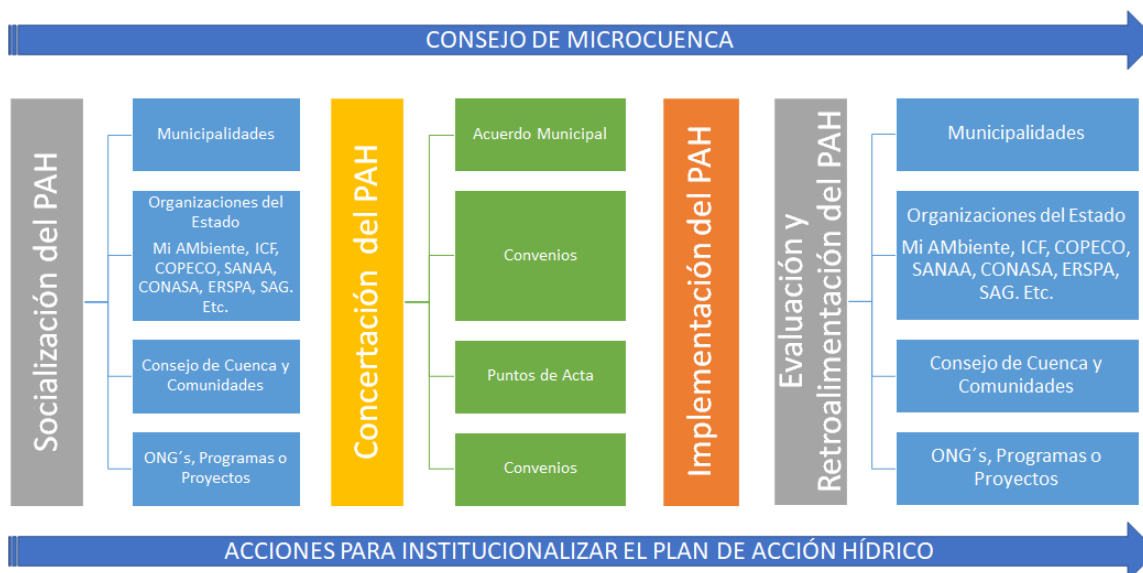 CONSEJO DE MICROCUENCA
Socialización del PAH
Municipalidades
Organizaciones del
Estado
Mi AMbiente, ICF,
COPECO, SANAA,
CONASA, ERSPA, SAG.
Etc.
Consejo de Cuenca y
Comunidades
ONG´s, Programas o
Proyectos
Concertación del PAH
Acuerdo Municipal
Convenios
Puntos de Acta
Convenios
Implementación del PAH
Evaluación y
Retroalimentación del PAH
Municipalidades
Organizaciones del Estado
Mi AMbiente, ICF, COPECO,
SANAA, CONASA, ERSPA,
SAG. Etc.
Consejo de Cuenca y
Comunidades
ONG´s, Programas o
Proyectos
ACCIONES PARA INSTITUCIONALIZAR EL PLAN DE ACCIÓN HÍDRICO